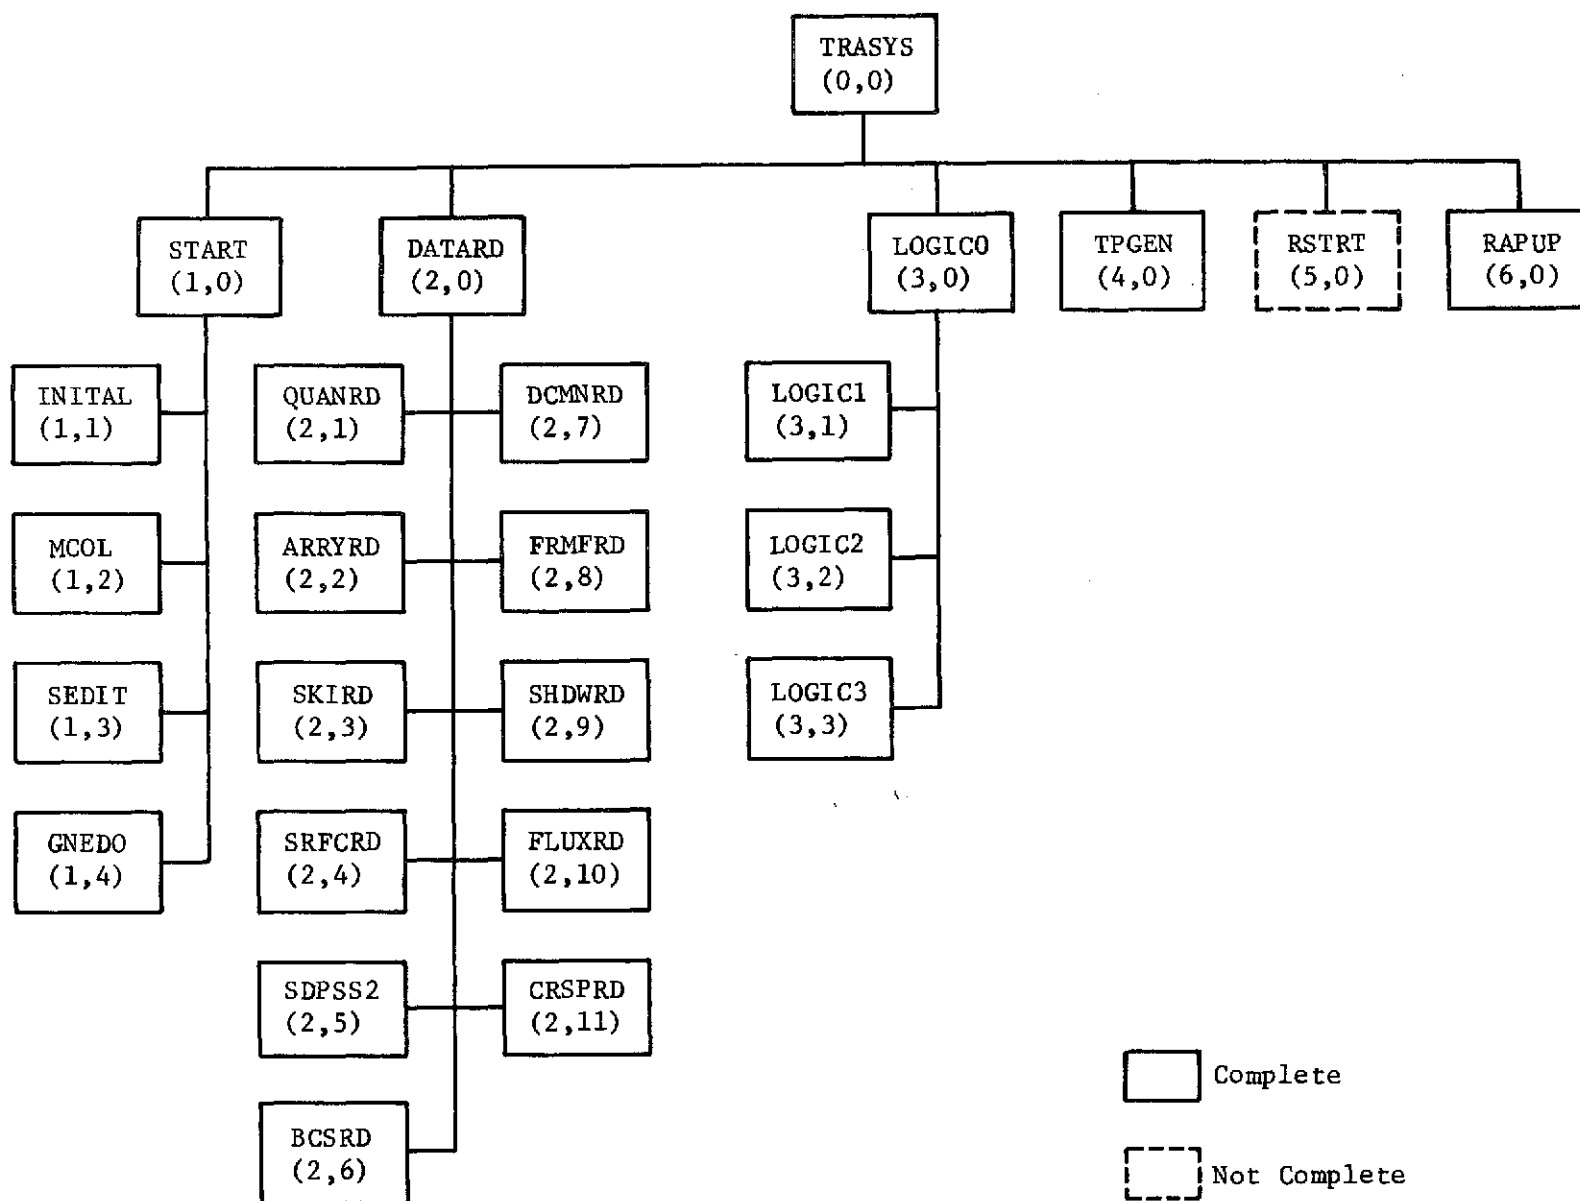 TRASYS
(0,0)
START
(1,0)
DATARD
(2,0)
LOGICO
(3,0)
TPGEN
(4,0)
RSTRT
(5,0)
RAPUP
(6,0)
INITAL
(1,1)
QUANRD
(2,1)
DCMNRD
(2,7)
LOGIC1
(3,1)
MCOL
(1,2)
ARRYRD
(2,2)
FRMFRD
(2,8)
LOGIC2
(3,2)
SEDIT
(1,3)
SKIRD
(2,3)
SHDWRD
(2,9)
LOGIC3
(3,3)
GNEDO
(1,4)
SRFCRD
(2,4)
FLUXRD
(2,10)
SDPSS2
(2,5)
CRSPRD
(2,11)
BCSRD
(2,6)
Complete
Not Complete